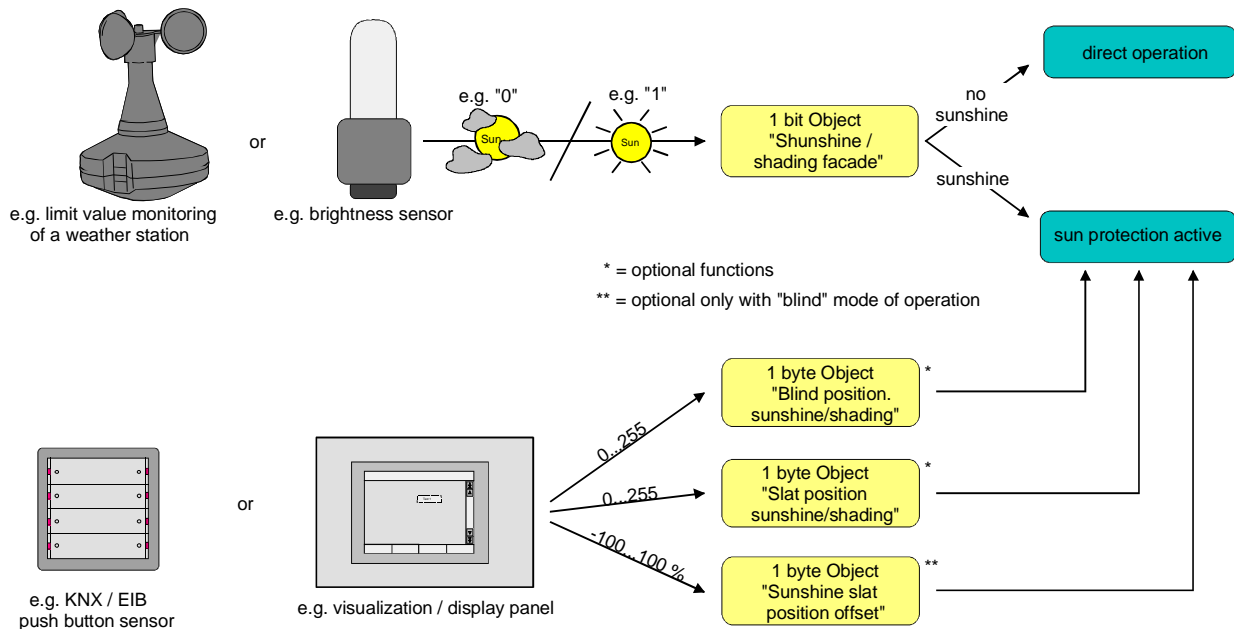 e.g. "0"
e.g. "1"
Sun
Sun
or
e.g. limit value monitoring
of a weather station
e.g. brightness sensor
1 bit Object
"Shunshine /
shading facade"
no
sunshine
sunshine
direct operation
sun protection active
* = optional functions
** = optional only with "blind" mode of operation
or
e.g. KNX / EIB
push button sensor
e.g. visualization / display panel
0...255
0...255
-100...100 %
1 byte Object
"Blind position.
sunshine/shading"
*
1 byte Object
"Slat position
sunshine/shading"
*
1 byte Object
"Sunshine slat
position offset"
**